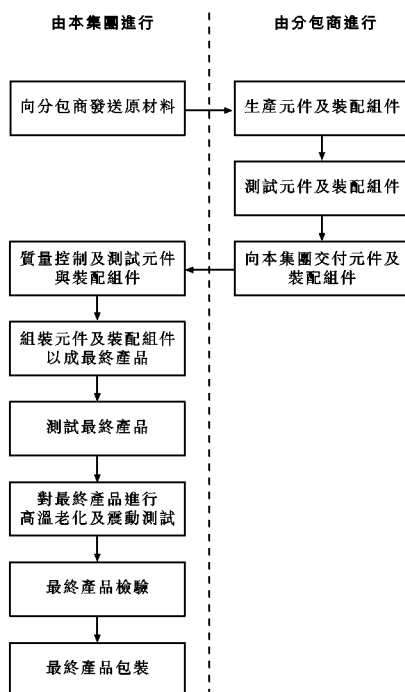 由本集團進行
由分包商進行
向分包商發送原材料
生產元件及裝配組件
測試元件及裝配組件
向本集團交付元件及
裝配組件
質量控制及測試元件
與裝配組件
組裝元件及裝配組件
以成最終產品
測試最終產品
對最終產品進行
高溫老化及震動測試
最終產品檢驗
最終產品包裝